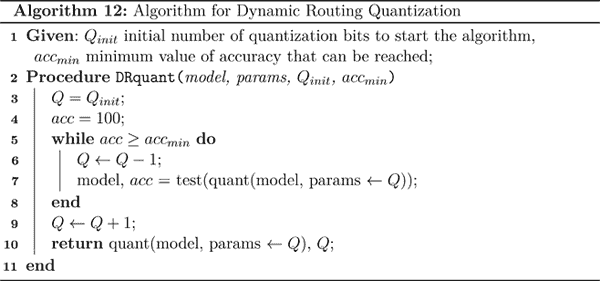 Algorithm 12: Algorithm for Dynamic Routing Quantization
1 Given: Q_init initial number of quantization bits to start the algorithm,
acc_min minimum value of accuracy that can be reached;
2 Procedure DRquant(model, params, Q_init, acc_min)
3 Q = Q_init;
4 acc = 100;
5 while acc ≥ acc_min do
6 Q ← Q − 1;
7 model, acc = test(quant(model, params ← Q));
8 end
9 Q ← Q + 1;
10 return quant(model, params ← Q), Q;
11 end